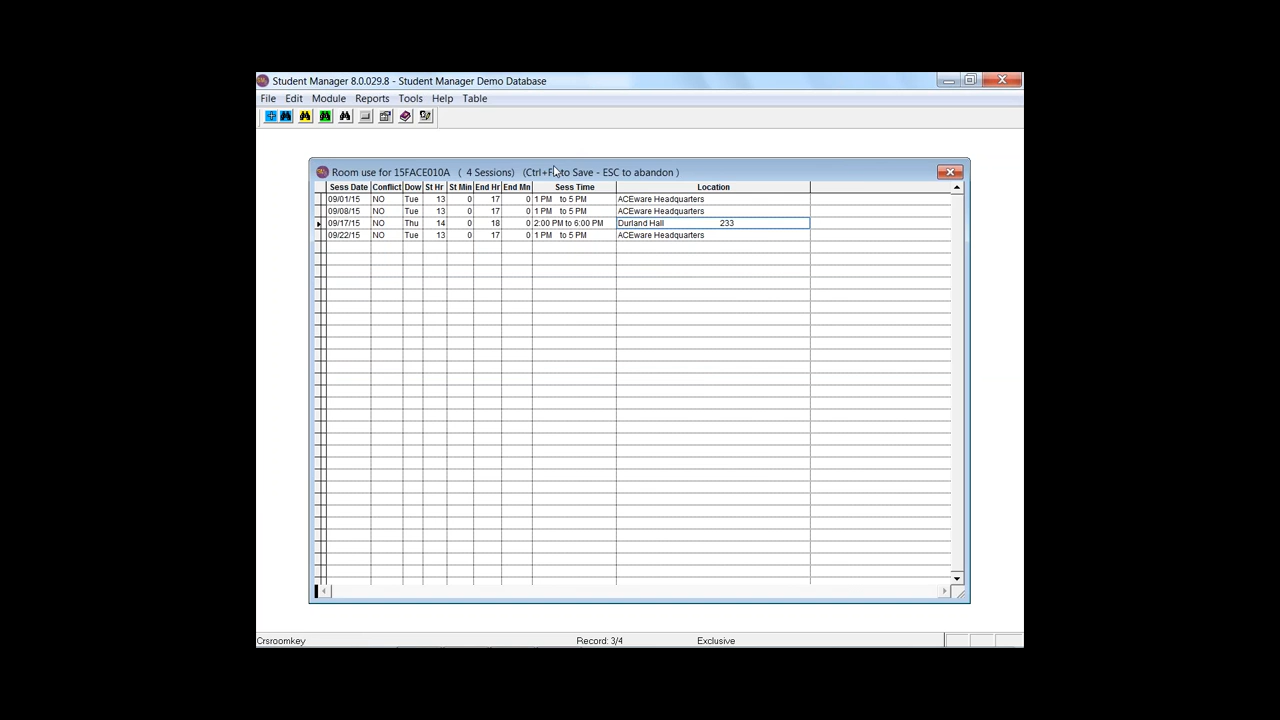 Student Manager 8.0.029.8 - Student Manager Demo Database
File Edit Module Reports Tools Help Table
Room use for 15FACE010A ( 4 Sessions) (Ctrl+F to Save - ESC to abandon )
Sess Date Conflict Dow St Hr St Min End Hr End Mn Sess Time Location
09/01/15 NO Tue 13 0 17 0 1 PM to 5 PM ACEware Headquarters
09/08/15 NO Tue 13 0 17 0 1 PM to 5 PM ACEware Headquarters
09/17/15 NO Thu 14 0 18 0 2:00 PM to 6:00 PM Durland Hall 233
09/22/15 NO Tue 13 0 17 0 1 PM to 5 PM ACEware Headquarters
Crsroomkey Record: 3/4 Exclusive